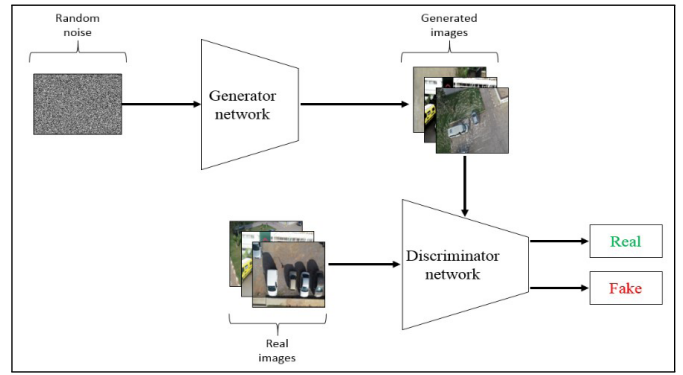 Random
noise
Generated
images
Generator
network
Discriminator
network
Real
Fake
Real
images